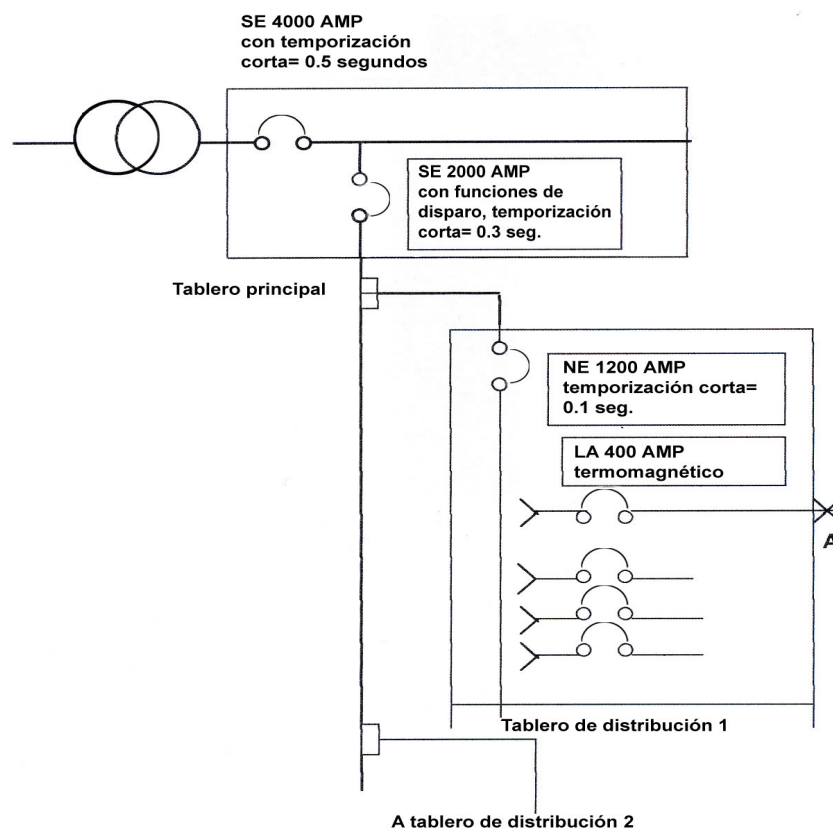 SE 4000 AMP
con temporización
corta= 0.5 segundos
SE 2000 AMP
con funciones de
disparo, temporización
corta= 0.3 seg.
Tablero principal
NE 1200 AMP
temporización corta=
0.1 seg.
LA 400 AMP
termomagnético
A
Tablero de distribución 1
A tablero de distribución 2